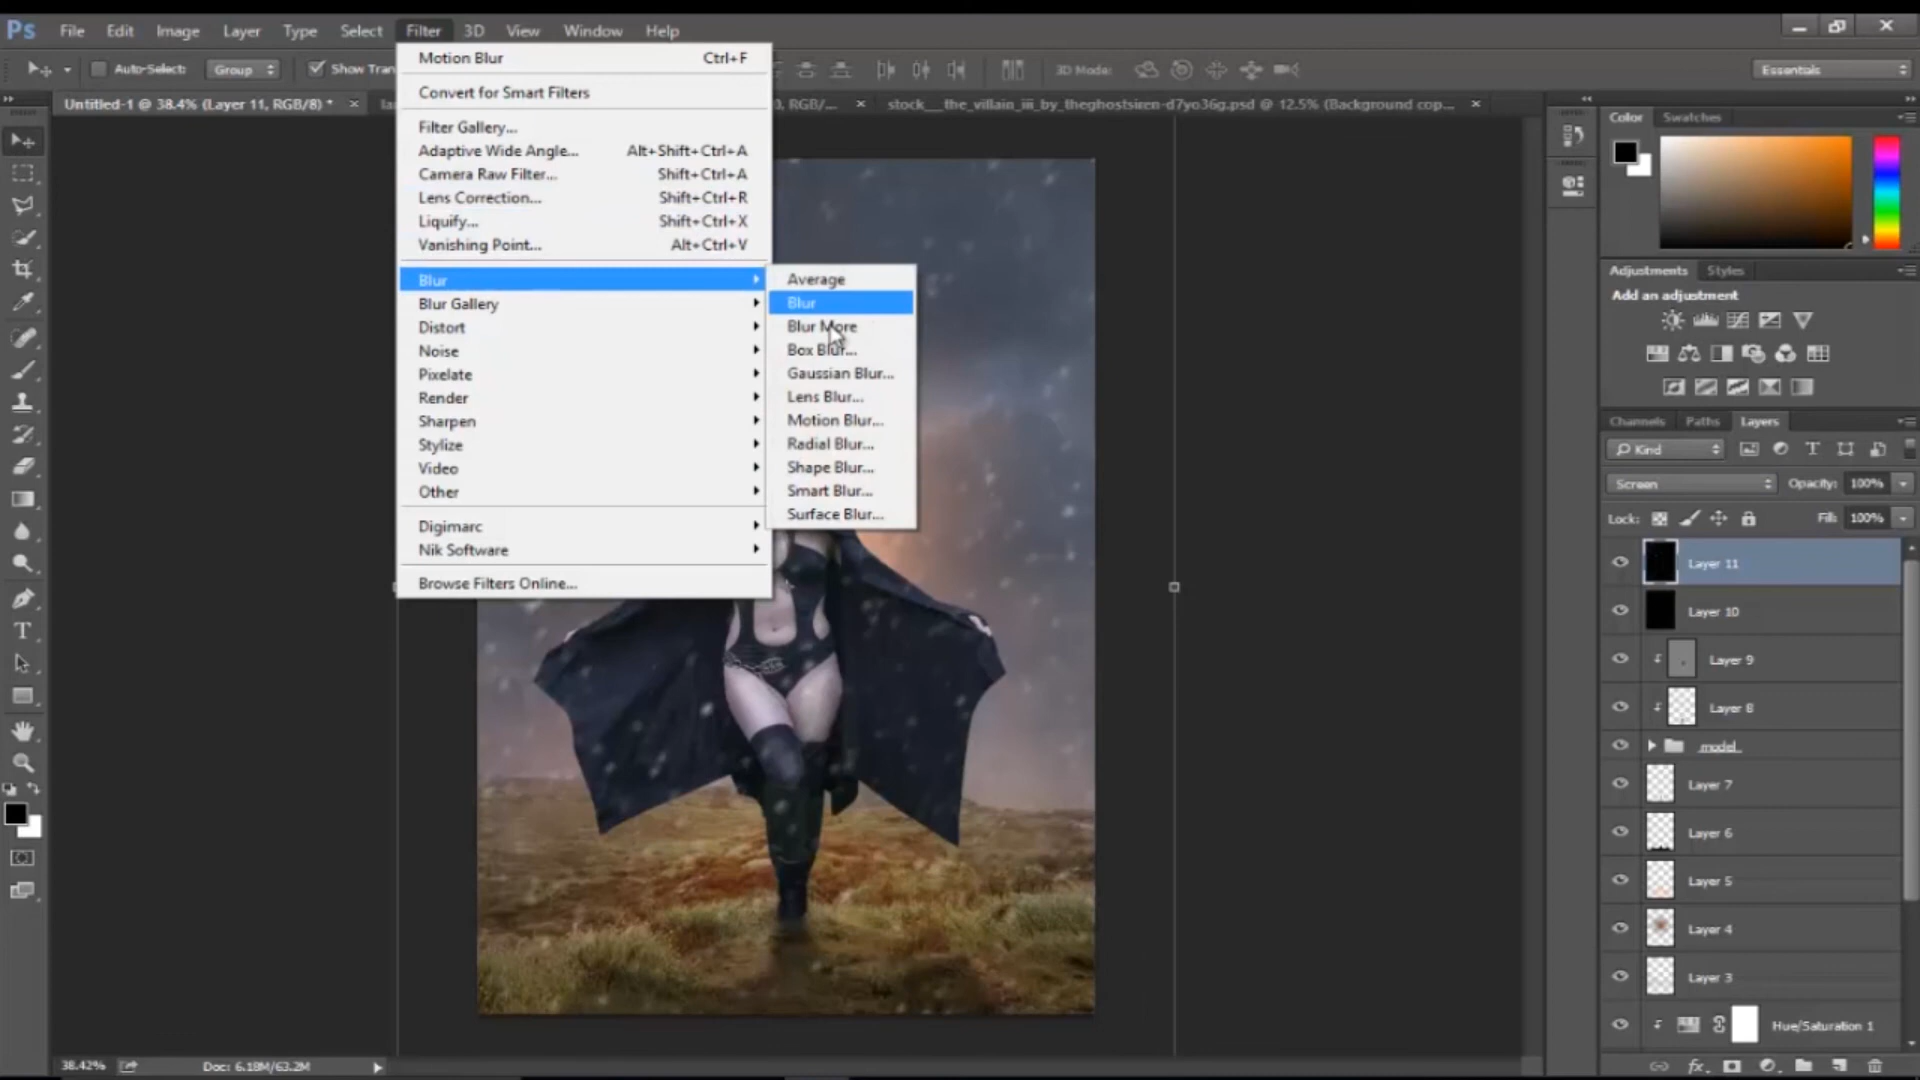 Ps File Edit Image Layer Type Select Filter 3D View Window Help
Auto-Select: Group Show Tran 3D Mode: Essentials
Untitled-1 @ 38.4% (Layer 11, RGB/8) * × 0, RGB/... × stock__the_villain_iii_by_theghostsiren-d7yo36g.psd @ 12.5% (Background cop... ×
Motion Blur Ctrl+F
Convert for Smart Filters
Filter Gallery...
Adaptive Wide Angle... Alt+Shift+Ctrl+A
Camera Raw Filter... Shift+Ctrl+A
Lens Correction... Shift+Ctrl+R
Liquify... Shift+Ctrl+X
Vanishing Point... Alt+Ctrl+V
Blur
Blur Gallery
Distort
Noise
Pixelate
Render
Sharpen
Stylize
Video
Other
Digimarc
Nik Software
Browse Filters Online...
Average
Blur
Blur More
Box Blur...
Gaussian Blur...
Lens Blur...
Motion Blur...
Radial Blur...
Shape Blur...
Smart Blur...
Surface Blur...
Color Swatches
Adjustments Styles
Add an adjustment
Channels Paths Layers
Kind
Screen Opacity: 100%
Lock: Fill: 100%
Layer 11
Layer 10
Layer 9
Layer 8
model
Layer 7
Layer 6
Layer 5
Layer 4
Layer 3
Hue/Saturation 1
38.42% Doc: 6.18M/63.2M